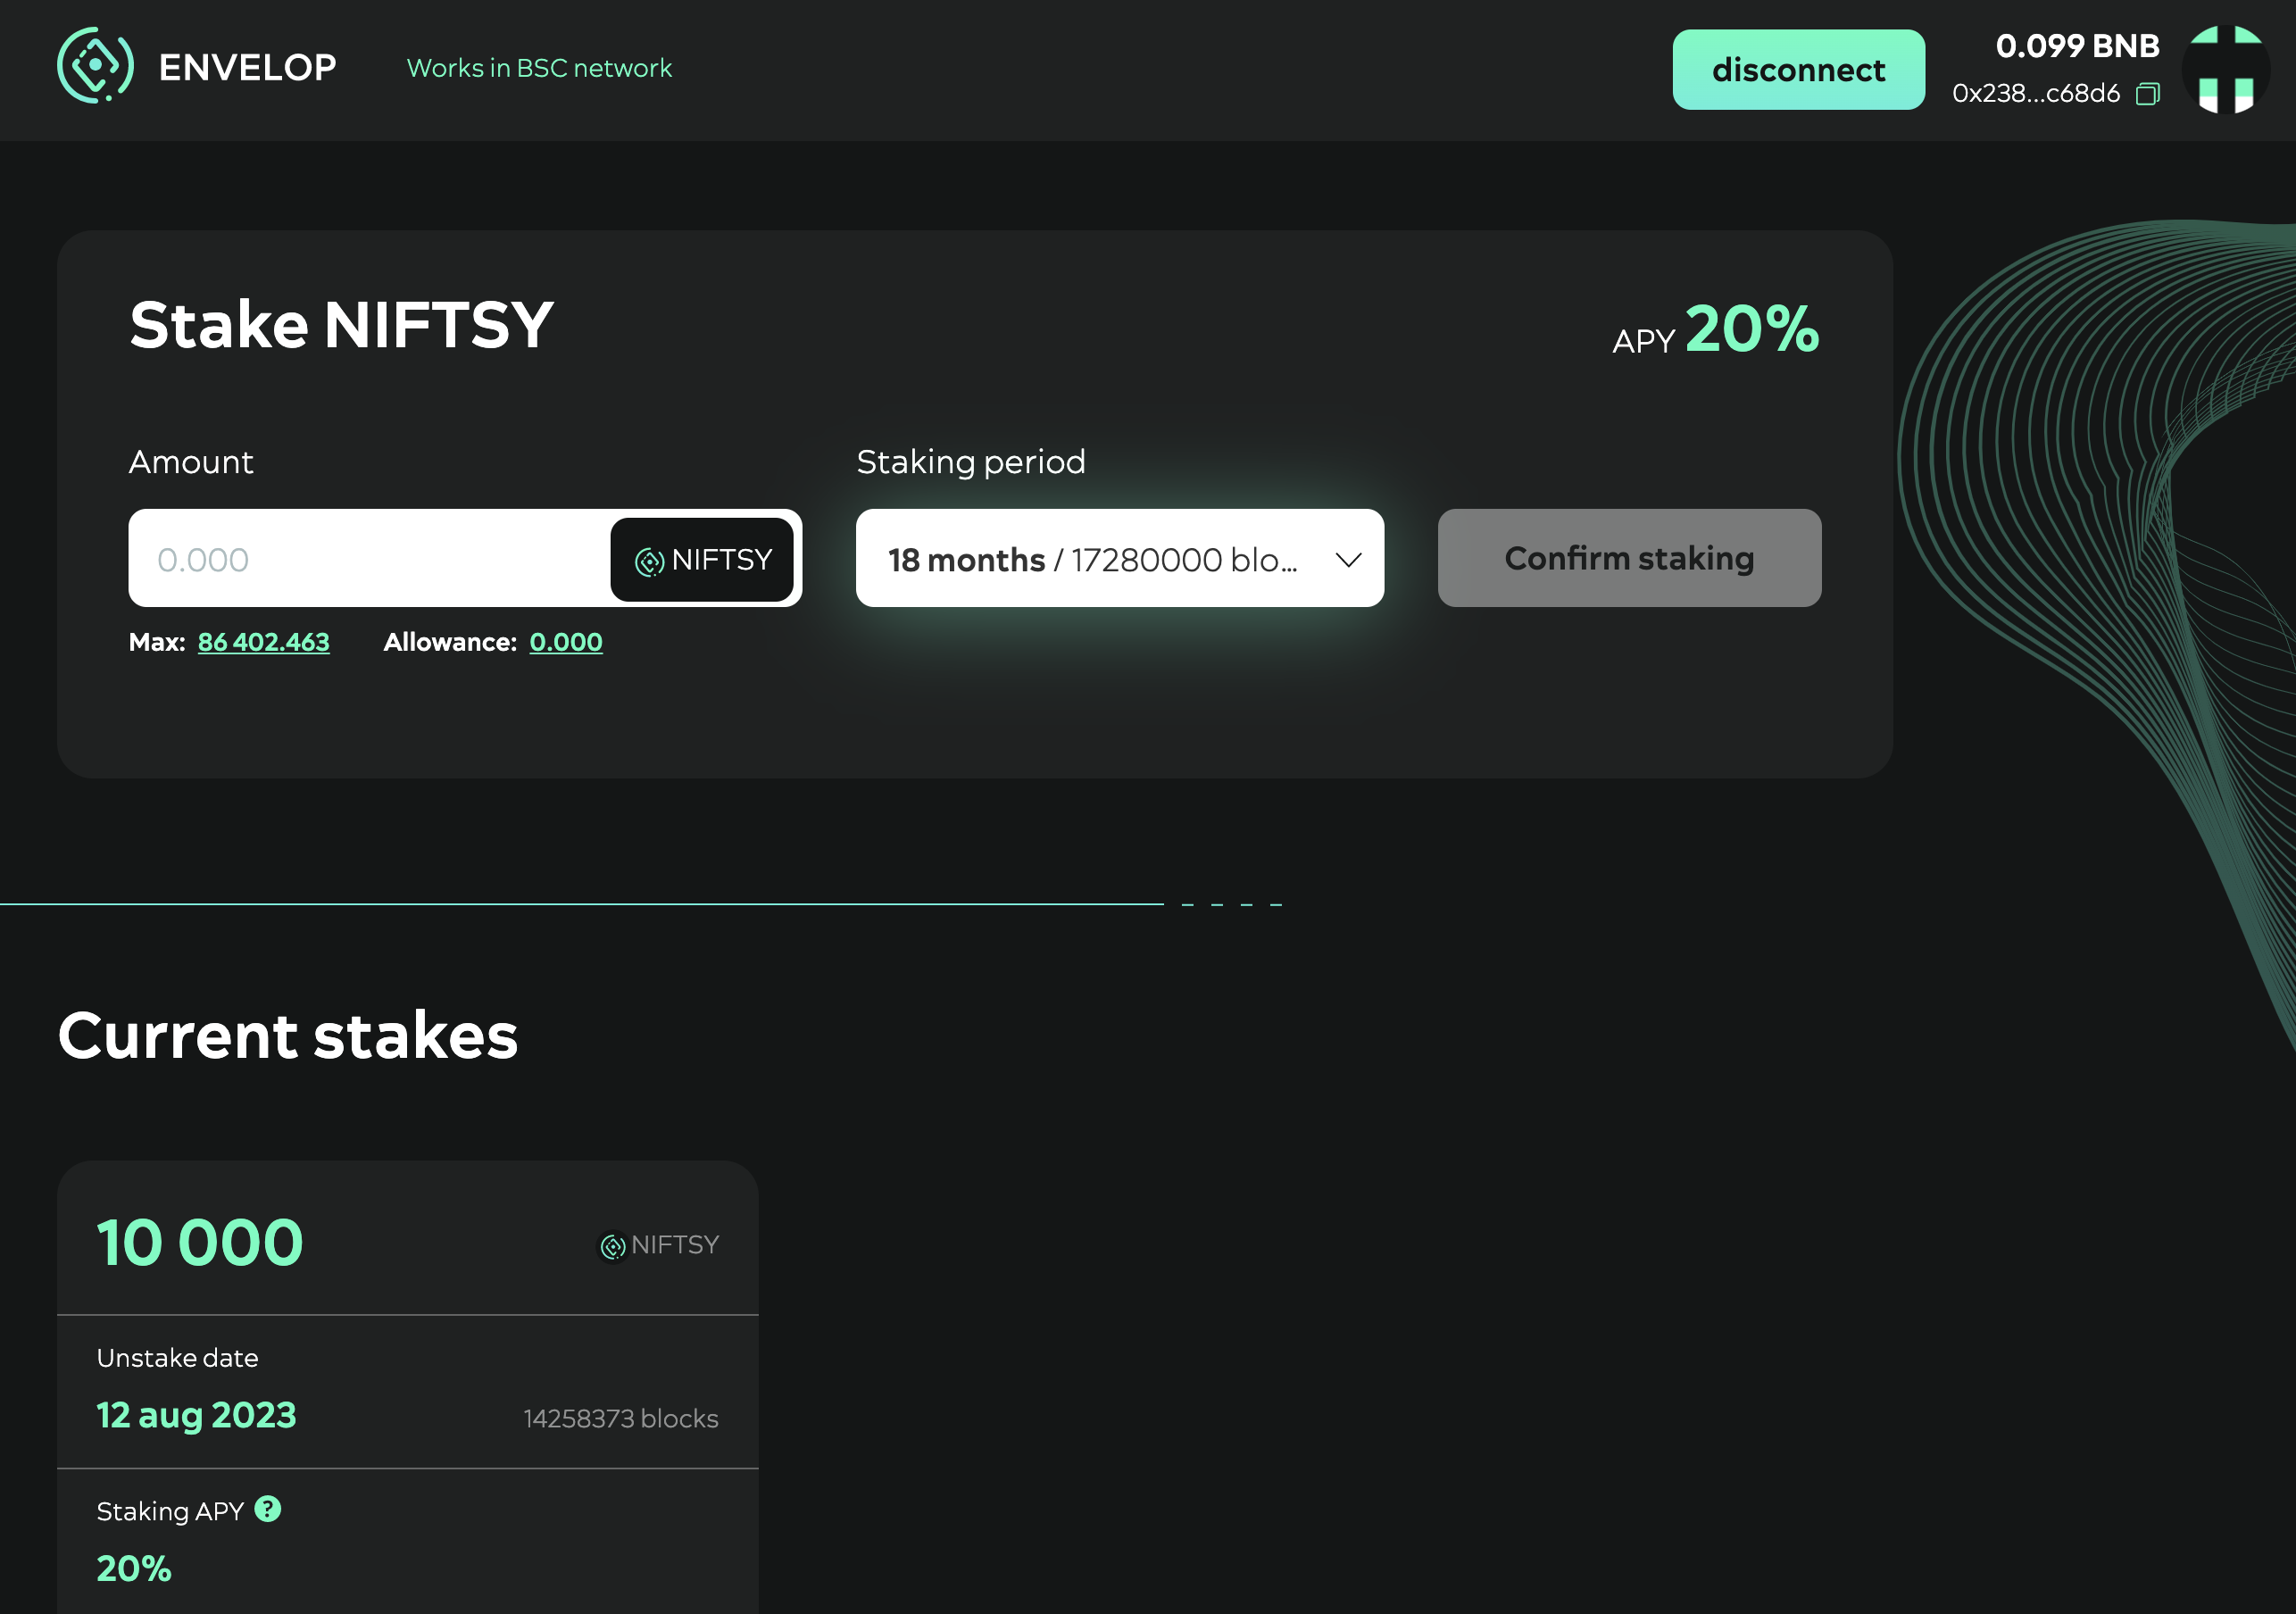 ENVELOP
Works in BSC network
disconnect
0.099 BNB
0x238...c68d6
Stake NIFTSY
APY 20%
Amount
Staking period
0.000
NIFTSY
18 months / 17280000 blo...
Confirm staking
Max: 86 402.463 Allowance: 0.000
Current stakes
10 000
NIFTSY
Unstake date
12 aug 2023
14258373 blocks
Staking APY ?
20%